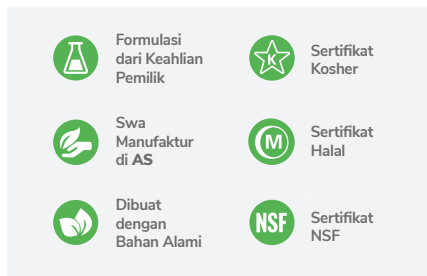 Formulasi
dari Keahlian
Pemilik
K
Sertifikat
Kosher
Swa
Manufaktur
di AS
M
Sertifikat
Halal
Dibuat
dengan
Bahan Alami
NSF
Sertifikat
NSF